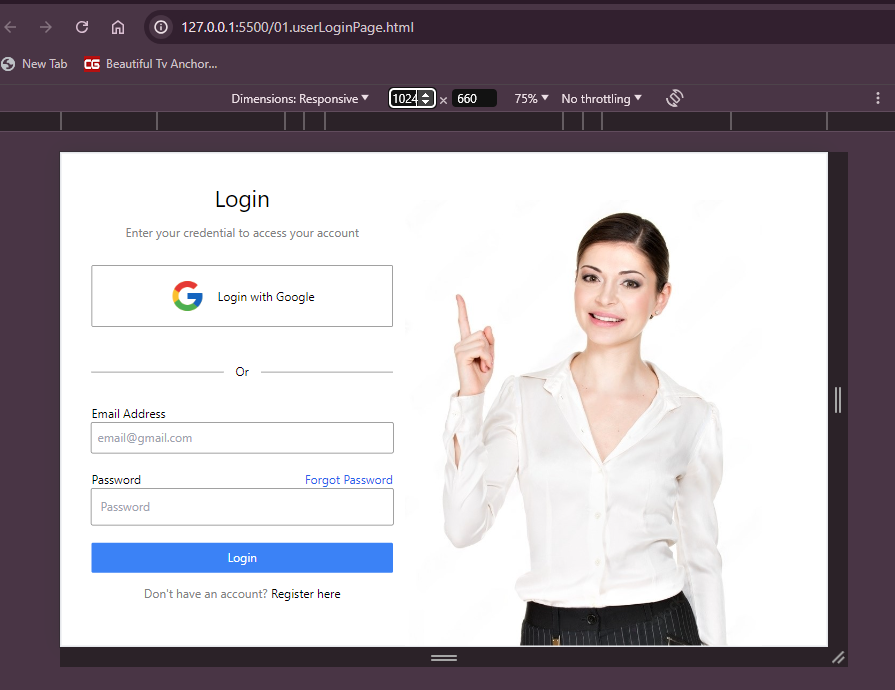 127.0.0.1:5500/01.userLoginPage.html
New Tab
Beautiful Tv Anchor...
Dimensions: Responsive 1024 × 660 75% No throttling
Login
Enter your credential to access your account
Login with Google
Or
Email Address
email@gmail.com
Password Forgot Password
Password
Login
Don't have an account? Register here